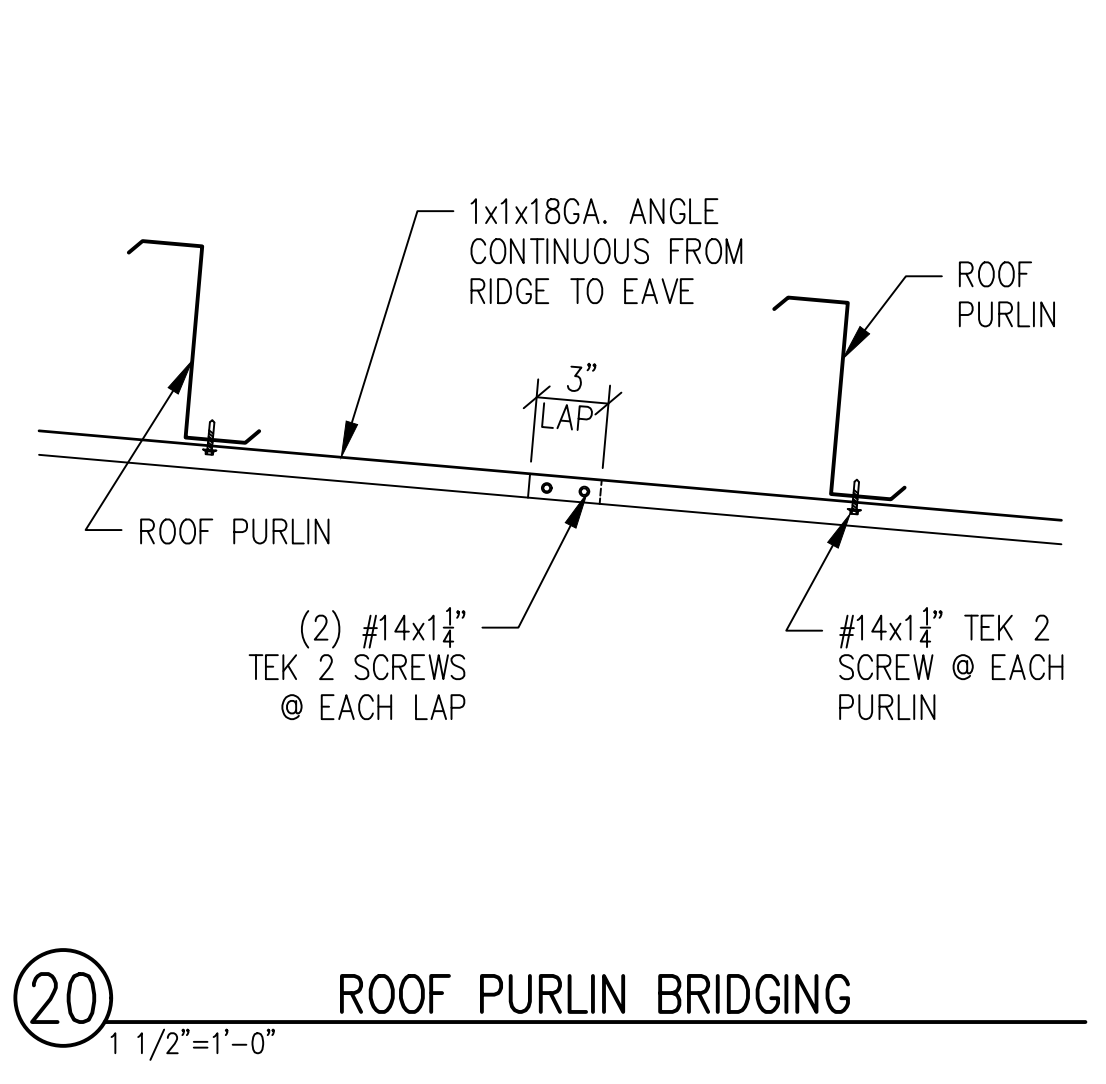 1x1x18GA. ANGLE
CONTINUOUS FROM
RIDGE TO EAVE
ROOF
PURLIN
3”
LAP
ROOF PURLIN
(2) #14x1¼”
TEK 2 SCREWS
@ EACH LAP
#14x1¼” TEK 2
SCREW @ EACH
PURLIN
20
ROOF PURLIN BRIDGING
1 1/2”=1’-0”